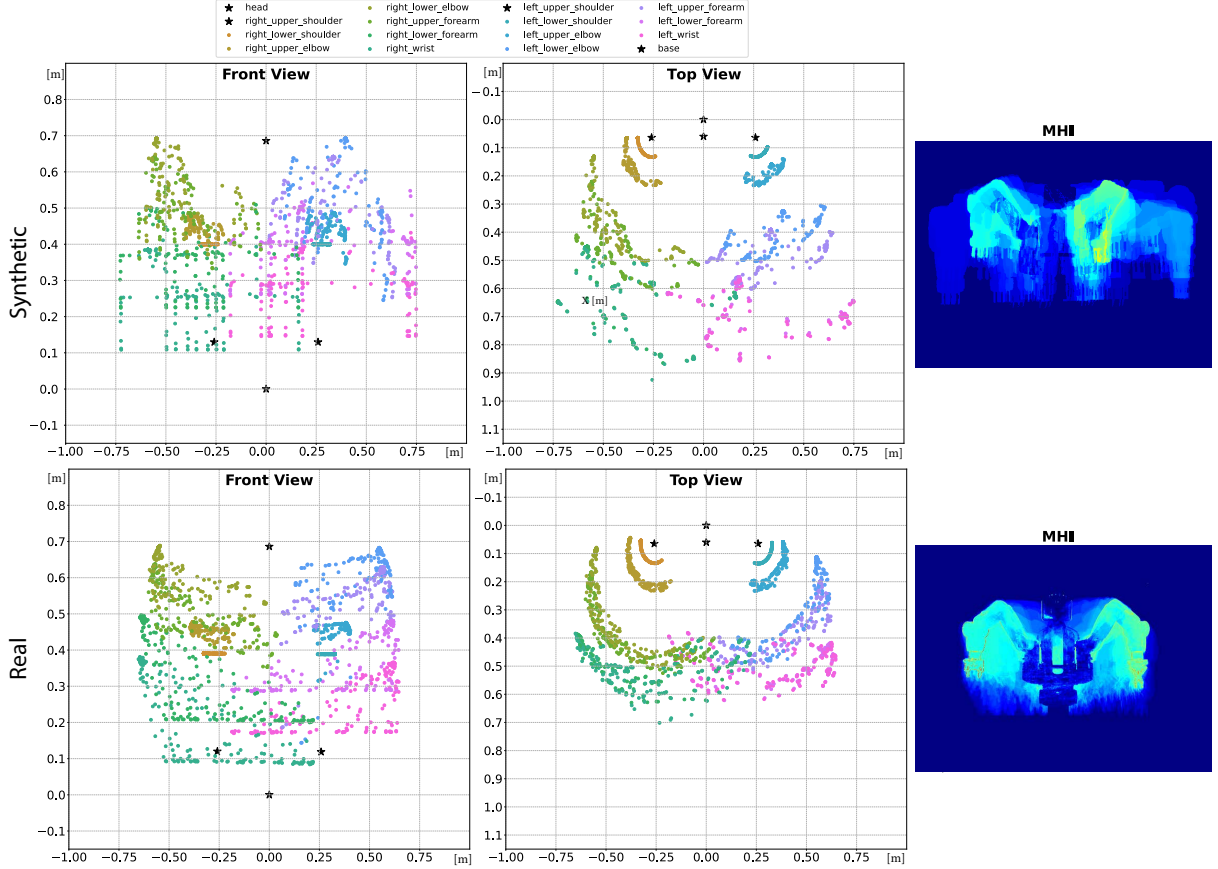 head right_lower_elbow left_upper_shoulder left_upper_forearm
right_upper_shoulder right_upper_forearm left_lower_shoulder left_lower_forearm
right_lower_shoulder right_lower_forearm left_upper_elbow left_wrist
right_upper_elbow right_wrist left_lower_elbow base
Synthetic
[m]
Front View
0.8
0.7
0.6
0.5
0.4
0.3
0.2
0.1
0.0
−0.1
−1.00 −0.75 −0.50 −0.25 0.00 0.25 0.50 0.75
[m]
[m]
Top View
−0.1
0.0
0.1
0.2
0.3
0.4
0.5
0.6
0.7
0.8
0.9
1.0
1.1
X [m]
−1.00 −0.75 −0.50 −0.25 0.00 0.25 0.50 0.75
[m]
MHI
Real
[m]
Front View
0.8
0.7
0.6
0.5
0.4
0.3
0.2
0.1
0.0
−0.1
−1.00 −0.75 −0.50 −0.25 0.00 0.25 0.50 0.75
[m]
[m]
Top View
−0.1
0.0
0.1
0.2
0.3
0.4
0.5
0.6
0.7
0.8
0.9
1.0
1.1
−1.00 −0.75 −0.50 −0.25 0.00 0.25 0.50 0.75
[m]
MHI